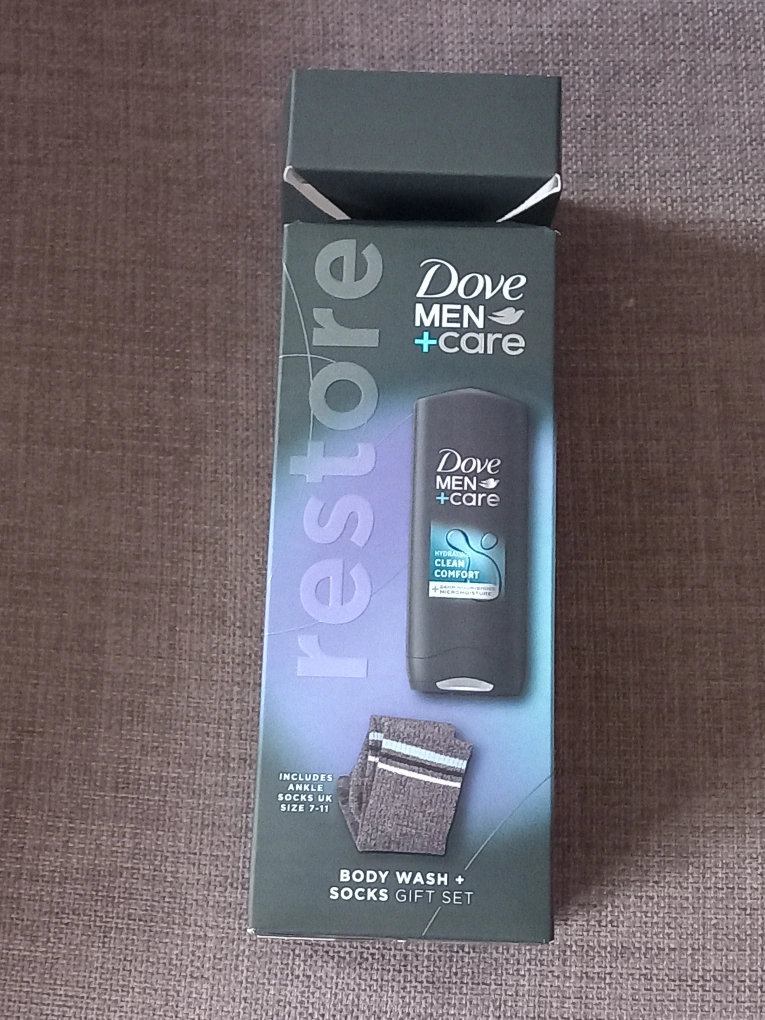 restore
Dove
MEN
+care
Dove
MEN
+care
HYDRATING
CLEAN
COMFORT
MICROMOISTURE
INCLUDES
ANKLE
SOCKS UK
SIZE 7-11
BODY WASH +
SOCKS GIFT SET